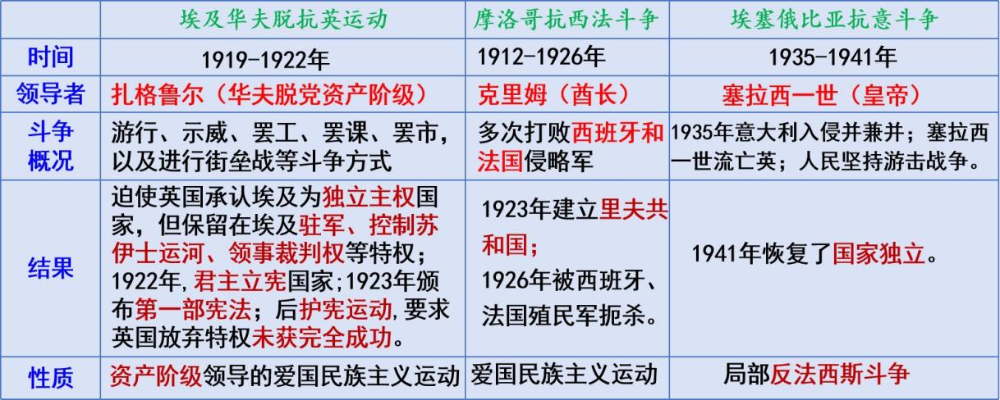 埃及华夫脱抗英运动
摩洛哥抗西法斗争
埃塞俄比亚抗意斗争
时间
1919-1922年
1912-1926年
1935-1941年
领导者
扎格鲁尔（华夫脱党资产阶级）
克里姆（酋长）
塞拉西一世（皇帝）
斗争
概况
游行、示威、罢工、罢课、罢市，
以及进行街垒战等斗争方式
多次打败西班牙和
法国侵略军
1935年意大利入侵并兼并；塞拉西
一世流亡英；人民坚持游击战争。
结果
迫使英国承认埃及为独立主权国
家，但保留在埃及驻军、控制苏
伊士运河、领事裁判权等特权；
1922年,君主立宪国家;1923年颁
布第一部宪法；后护宪运动,要求
英国放弃特权未获完全成功。
1923年建立里夫共
和国；
1926年被西班牙、
法国殖民军扼杀。
1941年恢复了国家独立。
性质
资产阶级领导的爱国民族主义运动
爱国民族主义运动
局部反法西斯斗争